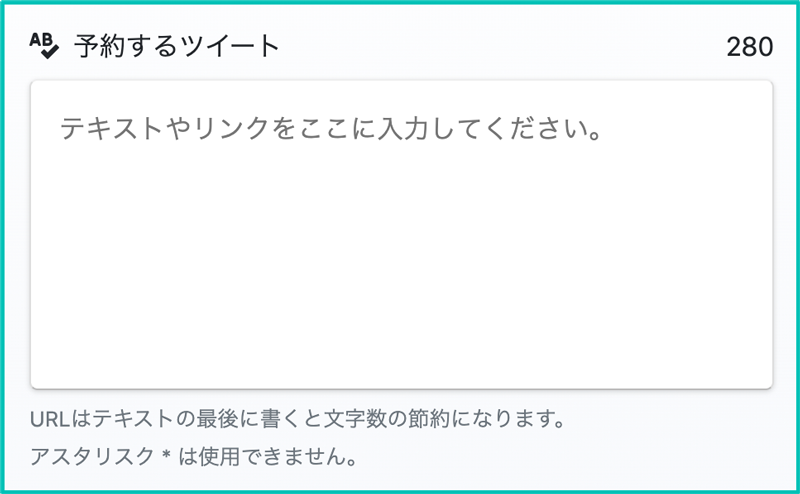 AB 予約するツイート 280
テキストやリンクをここに入力してください。
URLはテキストの最後に書くと文字数の節約になります。
アスタリスク * は使用できません。